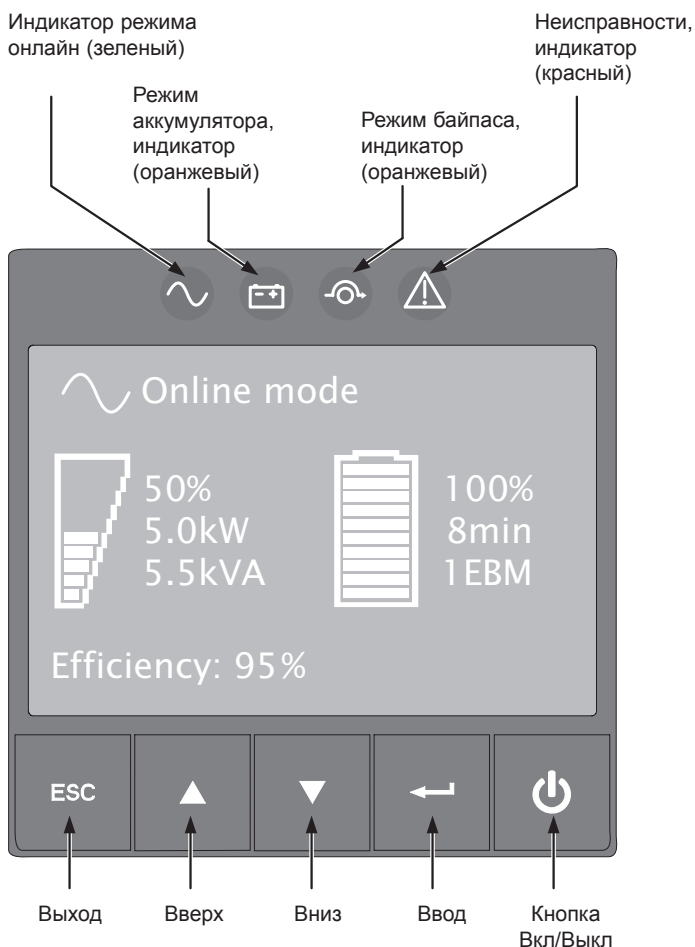 Индикатор режима
онлайн (зеленый)
Режим
аккумулятора,
индикатор
(оранжевый)
Режим байпаса,
индикатор
(оранжевый)
Неисправности,
индикатор
(красный)
Online mode
50%
5.0kW
5.5kVA
100%
8min
1EBM
Efficiency: 95%
ESC
Выход
Вверх
Вниз
Ввод
Кнопка
Вкл/Выкл